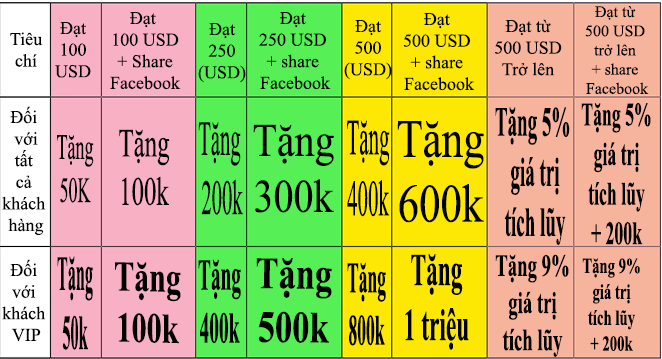 Tiêu
chí
Đạt
100
USD
Đạt
100 USD
+ Share
Facebook
Đạt
250
(USD)
Đạt
250 USD
+ share
Facebook
Đạt
500
(USD)
Đạt
500 USD
+ share
Facebook
Đạt từ
500 USD
Trở lên
Đạt từ
500 USD
trở lên
+ share
Facebook
Đối
với
tất
cả
khách
hàng
Tặng
50K
Tặng
100k
Tặng
200k
Tặng
300k
Tặng
400k
Tặng
600k
Tặng 5%
giá trị
tích lũy
Tặng 5%
giá trị
tích lũy
+ 200k
Đối
với
khách
VIP
Tặng
50k
Tặng
100k
Tặng
400k
Tặng
500k
Tặng
800k
Tặng
1 triệu
Tặng 9%
giá trị
tích lũy
Tặng 9%
giá trị
tích lũy
+ 200k